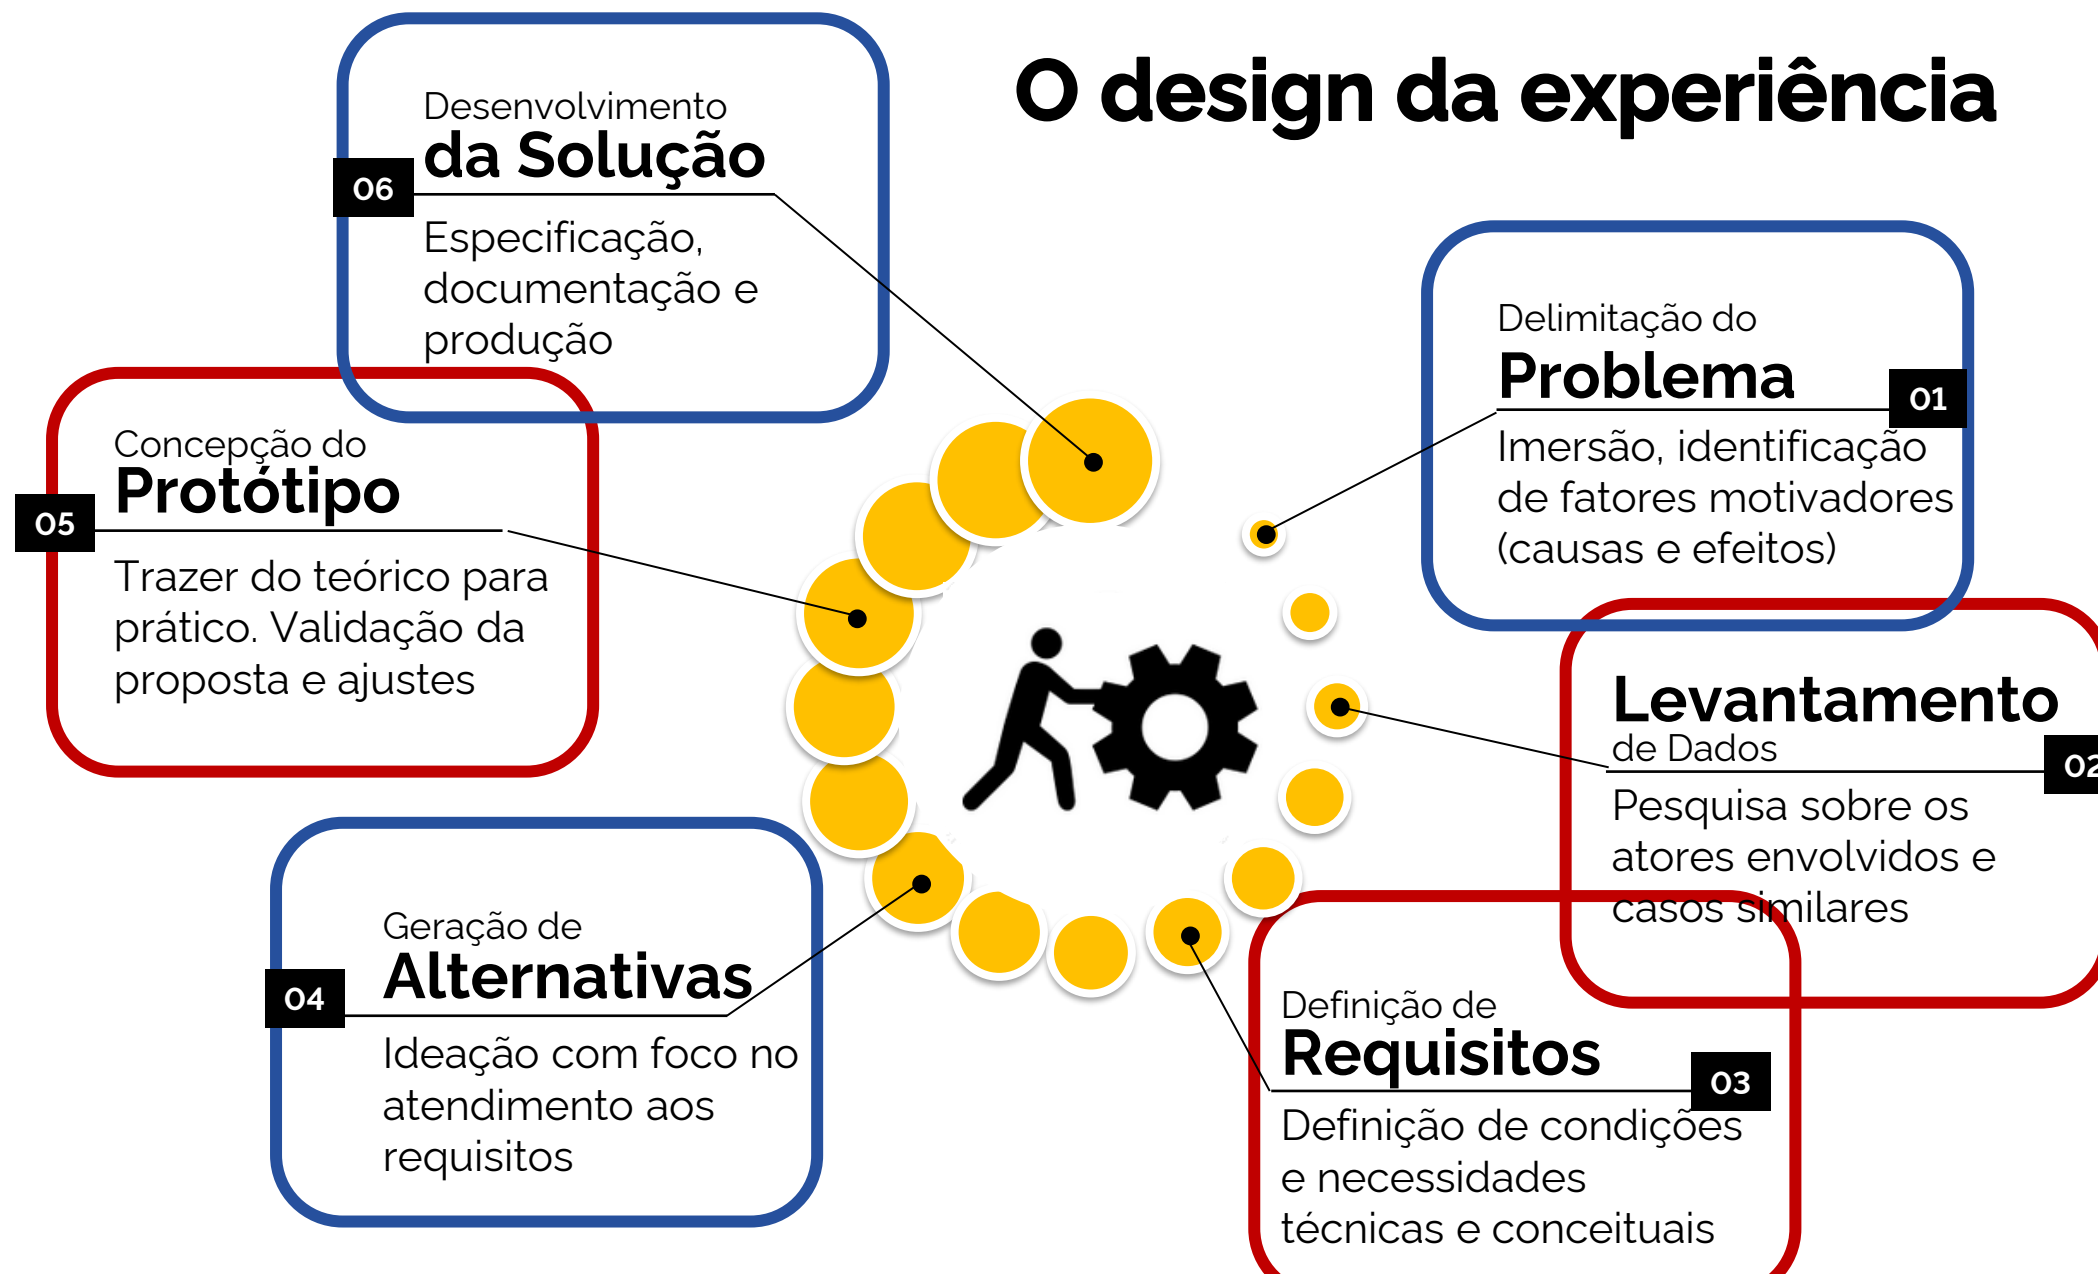 O design da experiência
Delimitação do
Problema
01
Imersão, identificação
de fatores motivadores
(causas e efeitos)
Levantamento
de Dados
02
Pesquisa sobre os
atores envolvidos e
casos similares
Definição de
Requisitos
03
Definição de condições
e necessidades
técnicas e conceituais
Geração de
Alternativas
04
Ideação com foco no
atendimento aos
requisitos
Concepção do
Protótipo
05
Trazer do teórico para
prático. Validação da
proposta e ajustes
Desenvolvimento
da Solução
06
Especificação,
documentação e
produção